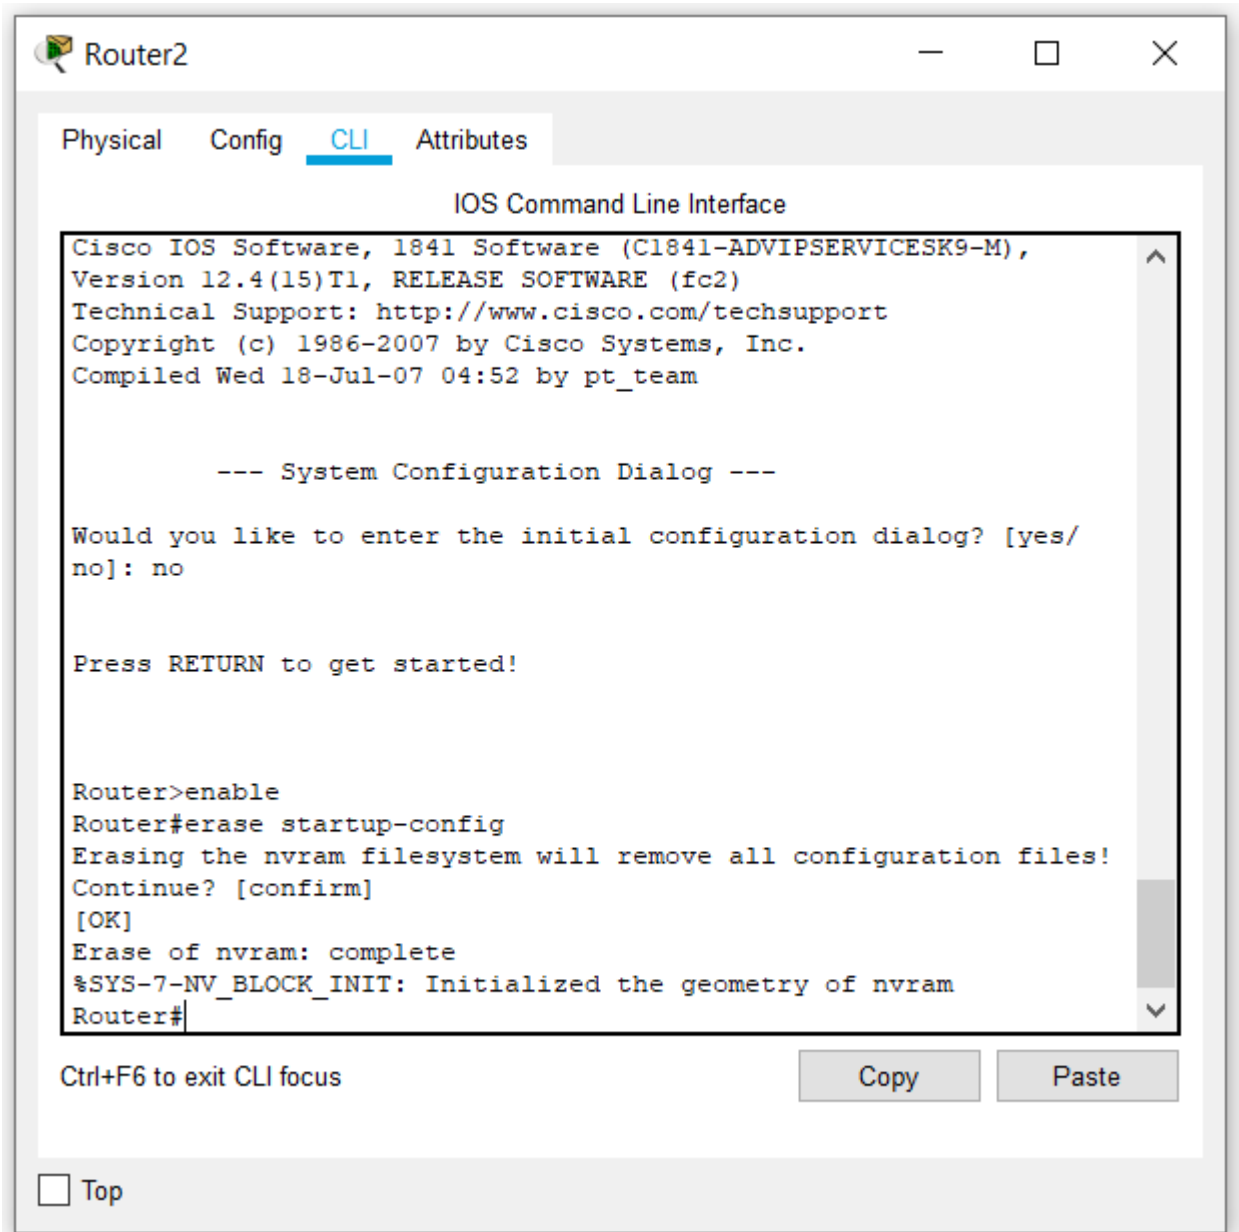 Router2
Physical Config CLI Attributes
IOS Command Line Interface
Cisco IOS Software, 1841 Software (C1841-ADVIPSERVICESK9-M),
Version 12.4(15)T1, RELEASE SOFTWARE (fc2)
Technical Support: http://www.cisco.com/techsupport
Copyright (c) 1986-2007 by Cisco Systems, Inc.
Compiled Wed 18-Jul-07 04:52 by pt_team
--- System Configuration Dialog ---
Would you like to enter the initial configuration dialog? [yes/
no]: no
Press RETURN to get started!
Router>enable
Router#erase startup-config
Erasing the nvram filesystem will remove all configuration files!
Continue? [confirm]
[OK]
Erase of nvram: complete
%SYS-7-NV_BLOCK_INIT: Initialized the geometry of nvram
Router#
Ctrl+F6 to exit CLI focus
Copy Paste
Top